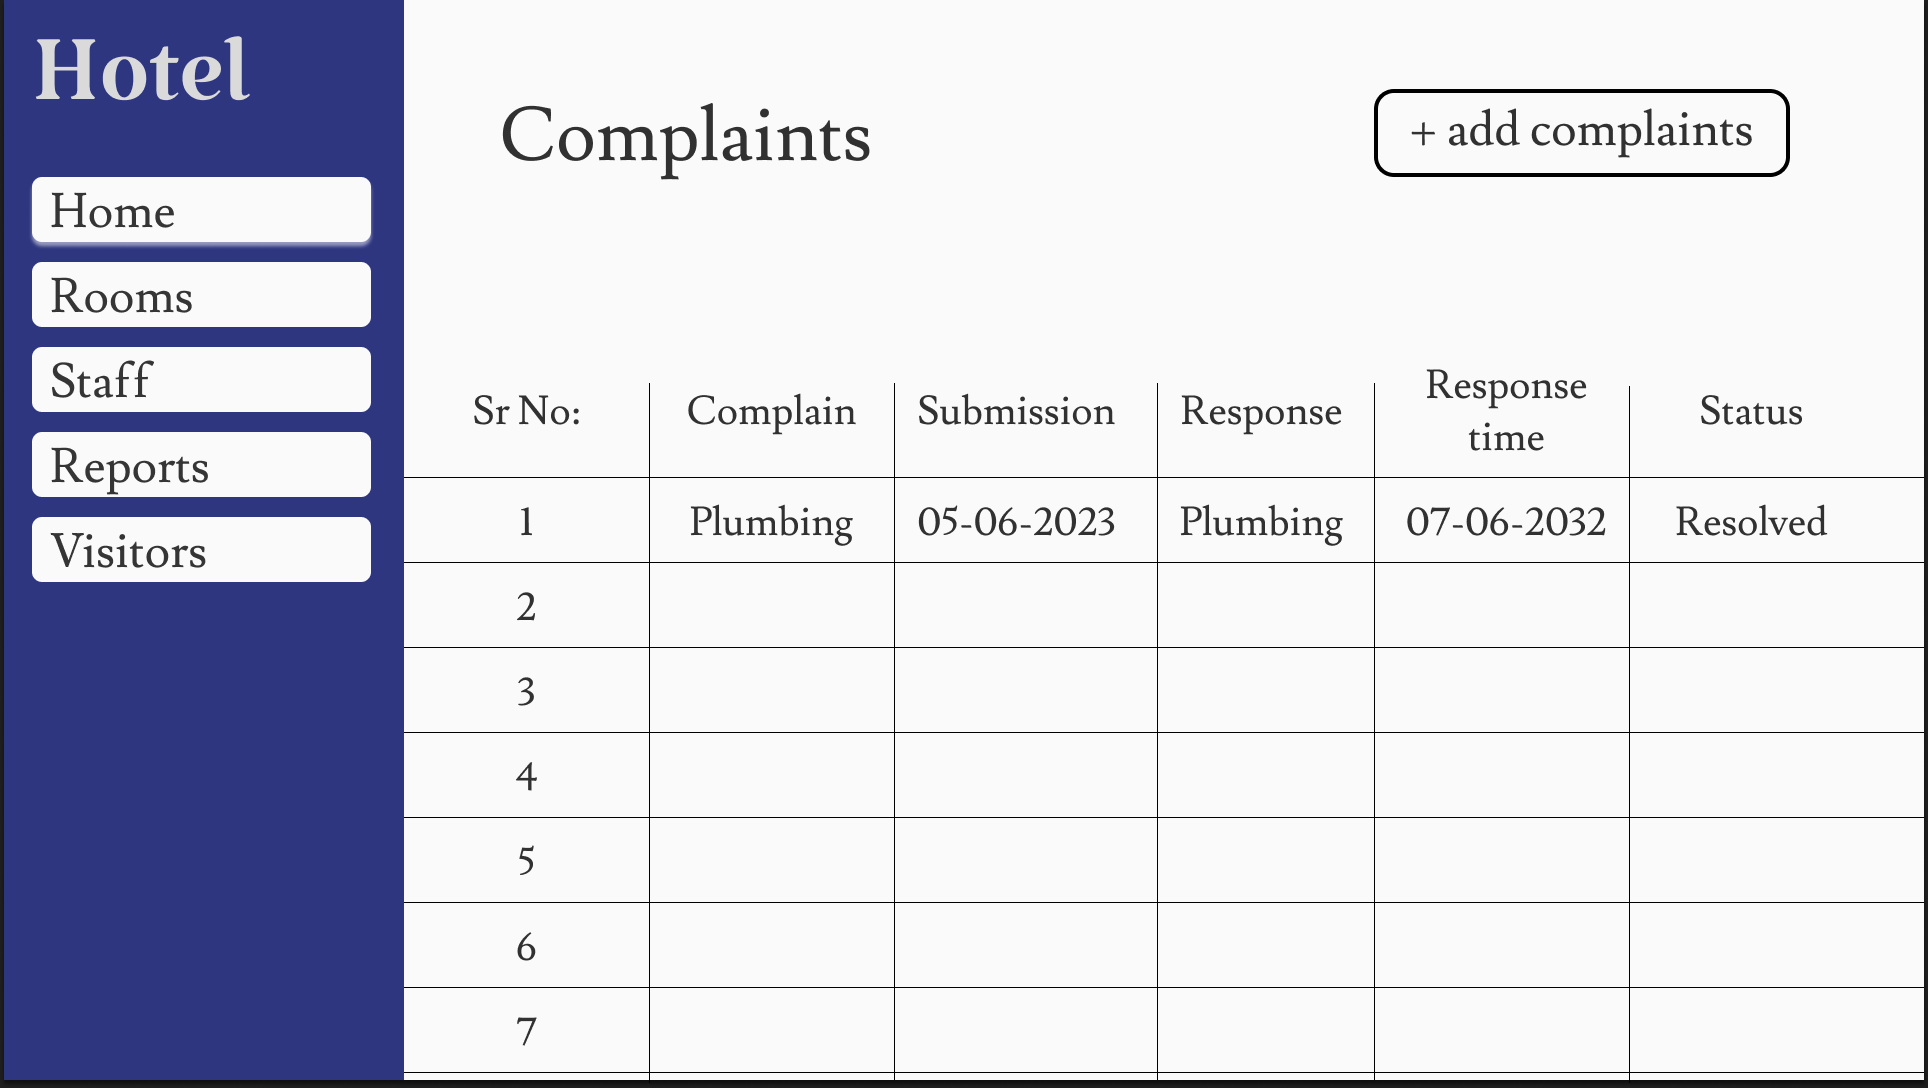 Hotel
Home
Rooms
Staff
Reports
Visitors
Complaints
+ add complaints
Sr No: Complain Submission Response Response time Status
1 Plumbing 05-06-2023 Plumbing 07-06-2032 Resolved
2
3
4
5
6
7